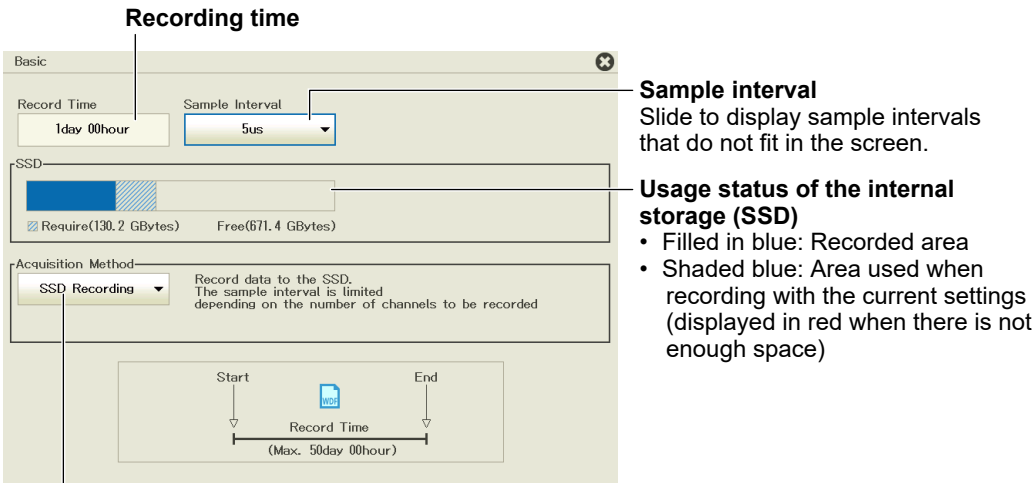 Recording time
Basic
Record Time
Sample Interval
1day 00hour
5us
SSD
Require(130.2 GBytes)
Free(671.4 GBytes)
Acquisition Method
SSD Recording
Record data to the SSD.
The sample interval is limited
depending on the number of channels to be recorded
Start
End
WDF
Record Time
(Max. 50day 00hour)
Sample interval
Slide to display sample intervals
that do not fit in the screen.
Usage status of the internal
storage (SSD)
• Filled in blue: Recorded area
• Shaded blue: Area used when
recording with the current settings
(displayed in red when there is not
enough space)